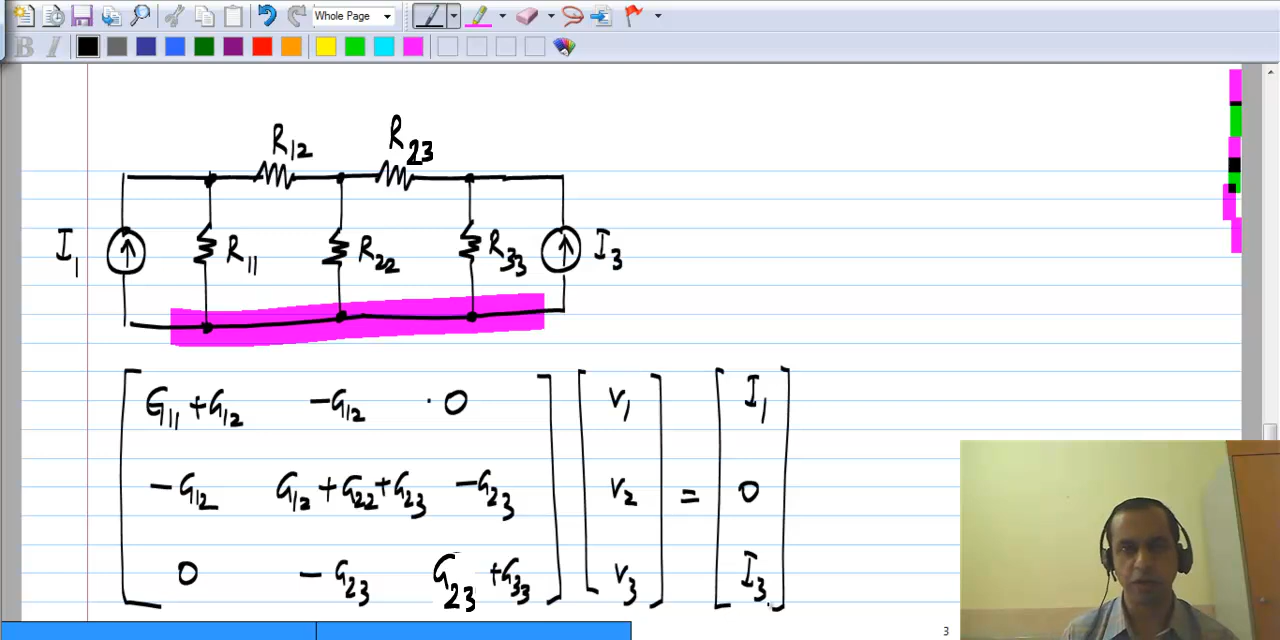 Whole Page
B I
R12 R23
I1 R11 R22 R33 I3
G11 + G12 -G12 · 0 v1 I1
-G12 G12 + G22 + G23 -G23 v2 = 0
0 -G23 G23 + G33 v3 I3
3